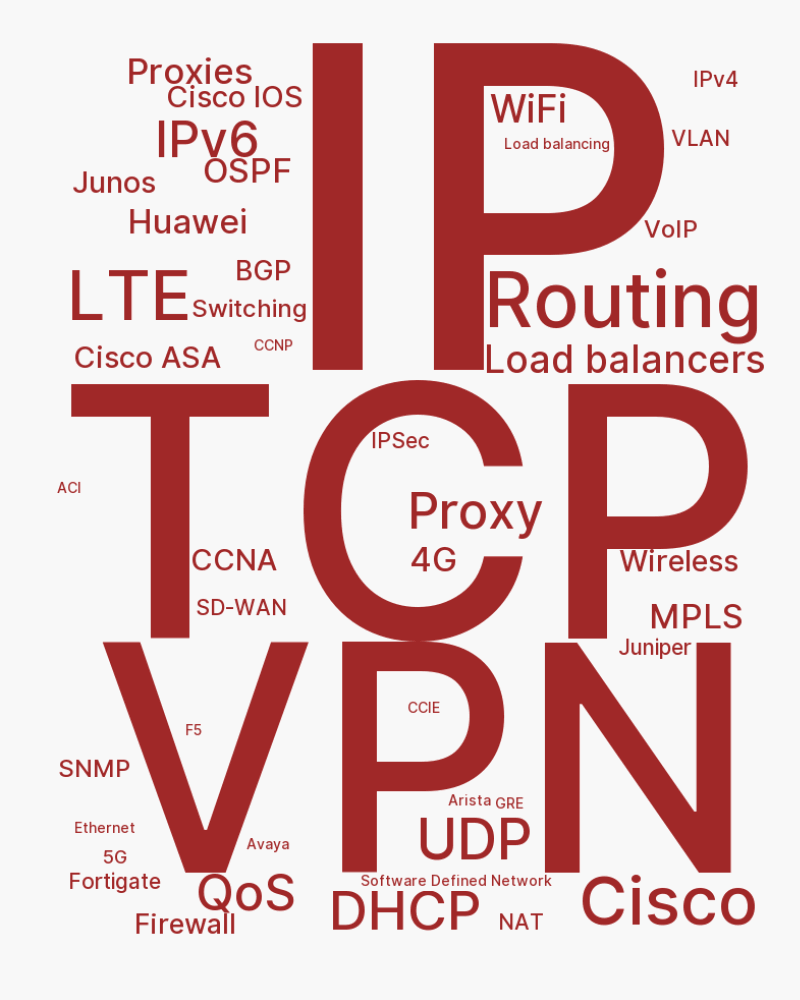 IP
Proxies
Cisco IOS
IPv6
OSPF
Junos
Huawei
BGP
LTE
Switching
CCNP
Cisco ASA
WiFi
Load balancing
IPv4
VLAN
VoIP
Routing
Load balancers
TCP
IPSec
ACI
Proxy
4G
CCNA
SD-WAN
Wireless
MPLS
Juniper
VPN
CCIE
F5
SNMP
Arista
GRE
Ethernet
UDP
Avaya
5G
Fortigate
QoS
Software Defined Network
Cisco
Firewall
DHCP
NAT